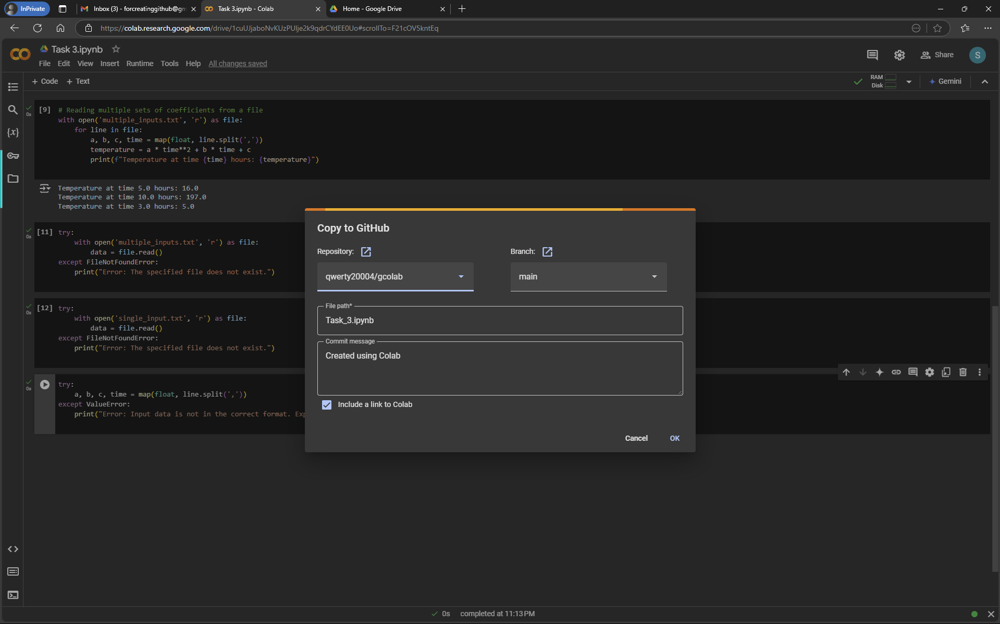 InPrivate
Inbox (3) - forcreatinggithub@gm
Task 3.ipynb - Colab
Home - Google Drive
https://colab.research.google.com/drive/1cuUJjaboNvKUzPUlje2k9qdrCYdEE0Uo#scrollTo=F21cOV5kntEq
Task 3.ipynb
Share
S
File Edit View Insert Runtime Tools Help All changes saved
+ Code + Text
RAM
Disk
Gemini
[9] # Reading multiple sets of coefficients from a file
0s
with open('multiple_inputs.txt', 'r') as file:
for line in file:
a, b, c, time = map(float, line.split(','))
temperature = a * time**2 + b * time + c
print(f"Temperature at time {time} hours: {temperature}")
Temperature at time 5.0 hours: 16.0
Temperature at time 10.0 hours: 197.0
Temperature at time 3.0 hours: 5.0
[11] try:
0s
with open('multiple_inputs.txt', 'r') as file:
data = file.read()
except FileNotFoundError:
print("Error: The specified file does not exist.")
[12] try:
0s
with open('single_input.txt', 'r') as file:
data = file.read()
except FileNotFoundError:
print("Error: The specified file does not exist.")
try:
0s
a, b, c, time = map(float, line.split(','))
except ValueError:
print("Error: Input data is not in the correct format. Exp
Copy to GitHub
Repository:
Branch:
qwerty20004/gcolab
main
File path*
Task_3.ipynb
Commit message
Created using Colab
Include a link to Colab
Cancel
OK
0s completed at 11:13 PM